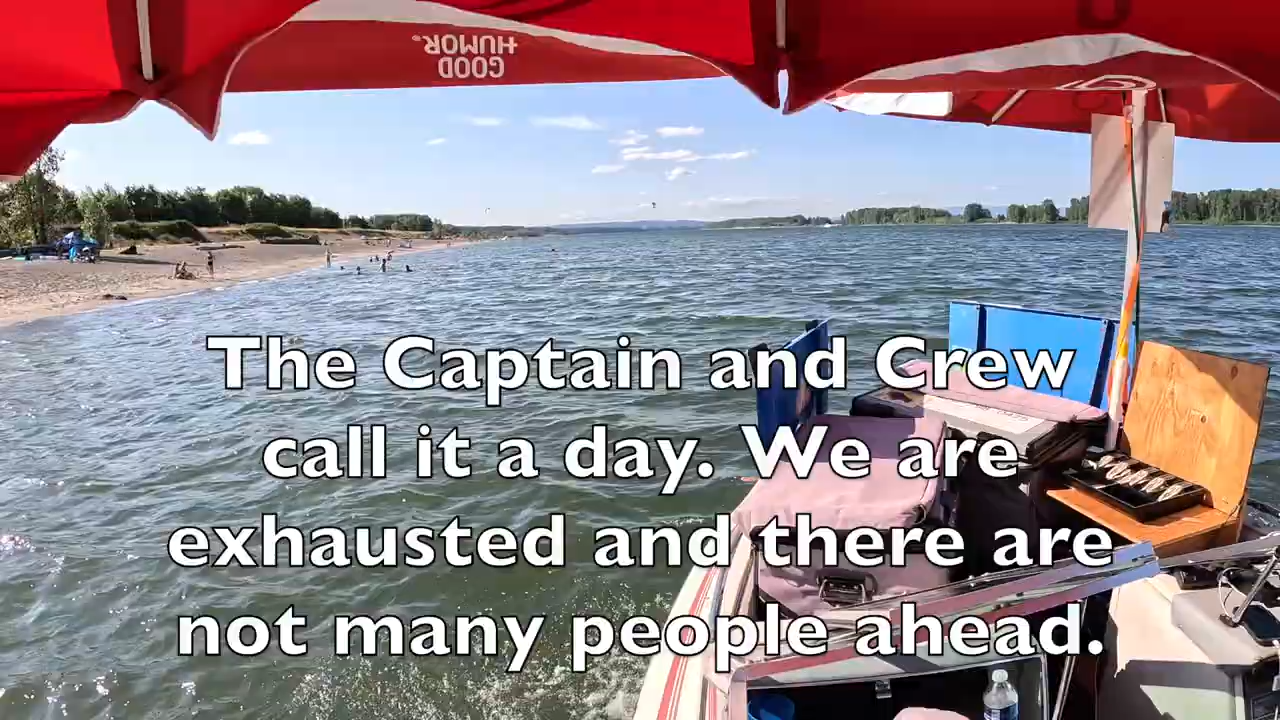 GOOD
HUMOR®
The Captain and Crew
call it a day. We are
exhausted and there are
not many people ahead.